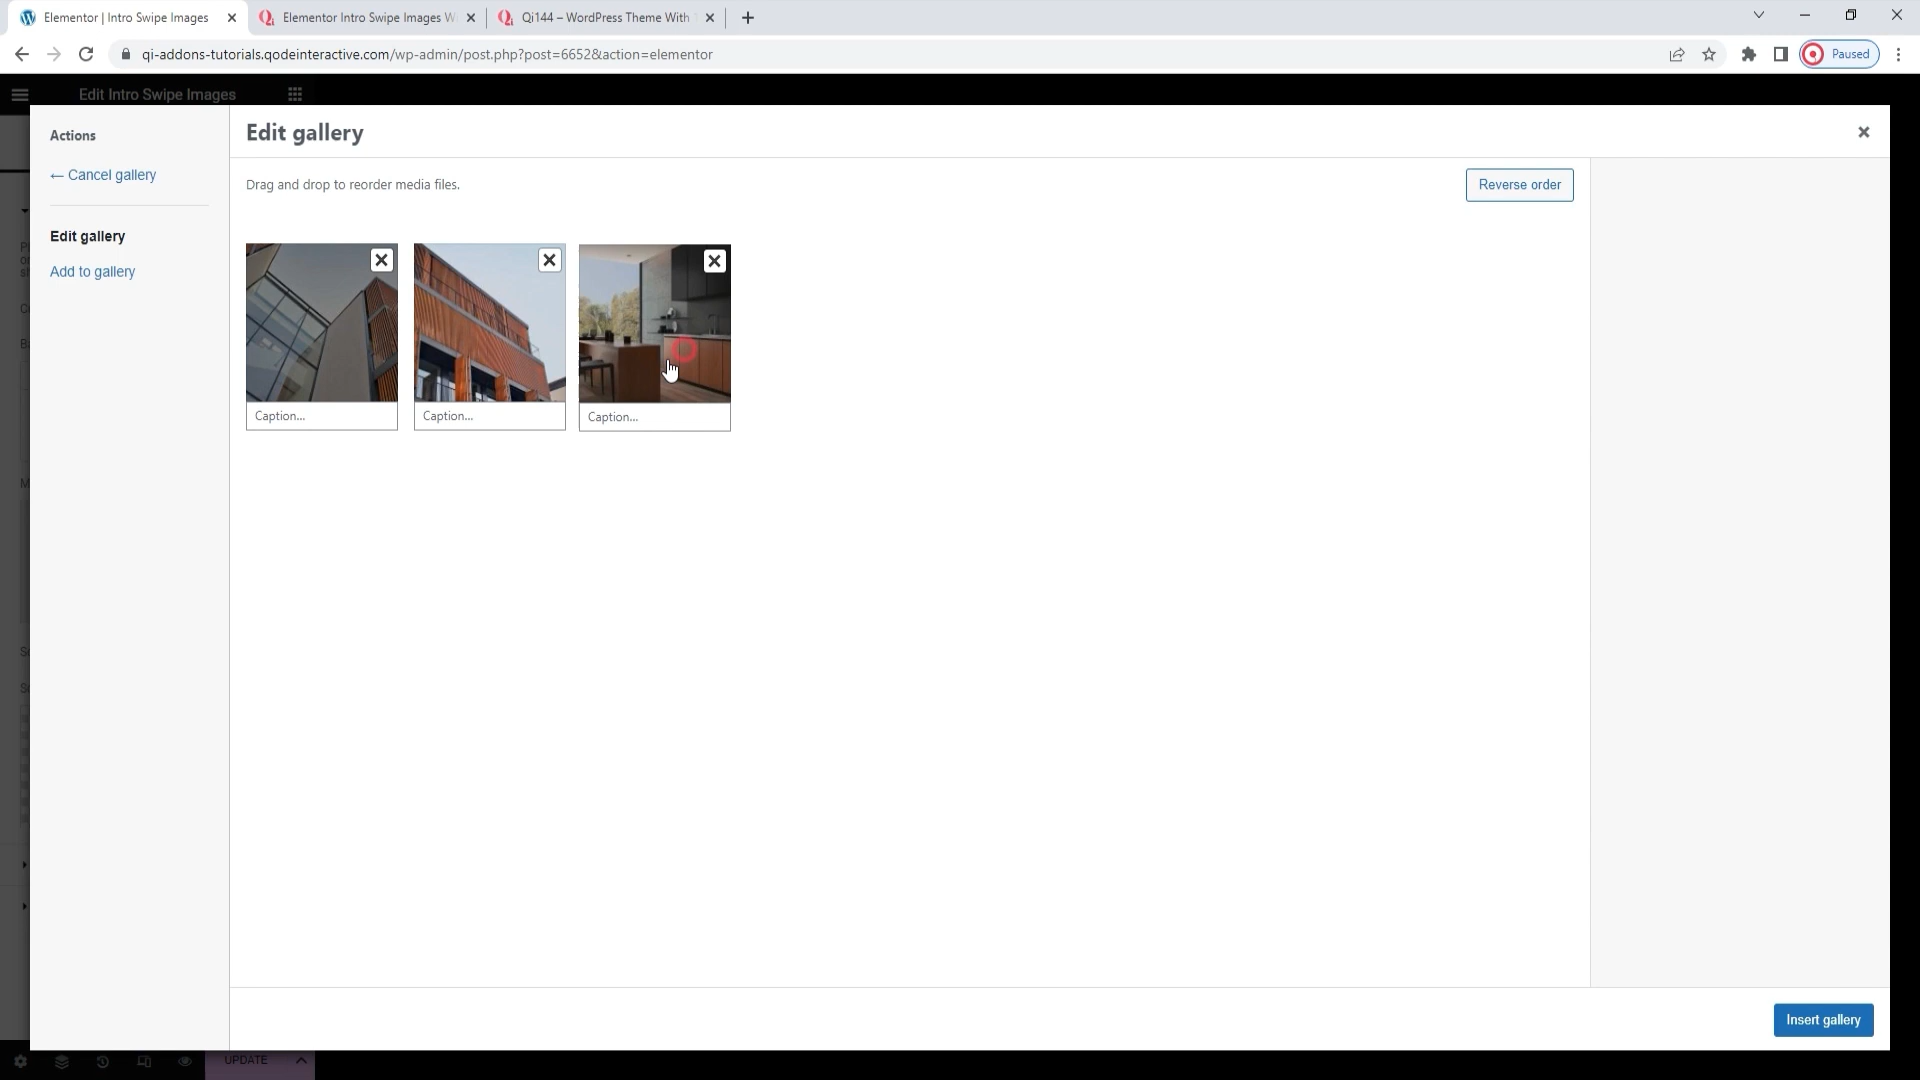 Elementor | Intro Swipe Images
Elementor Intro Swipe Images W
Qi144 – WordPress Theme With
qi-addons-tutorials.qodeinteractive.com/wp-admin/post.php?post=6652&action=elementor
Paused
Edit Intro Swipe Images
Actions
← Cancel gallery
Edit gallery
Add to gallery
Edit gallery
Drag and drop to reorder media files.
Reverse order
Caption...
Caption...
Caption...
Insert gallery
UPDATE